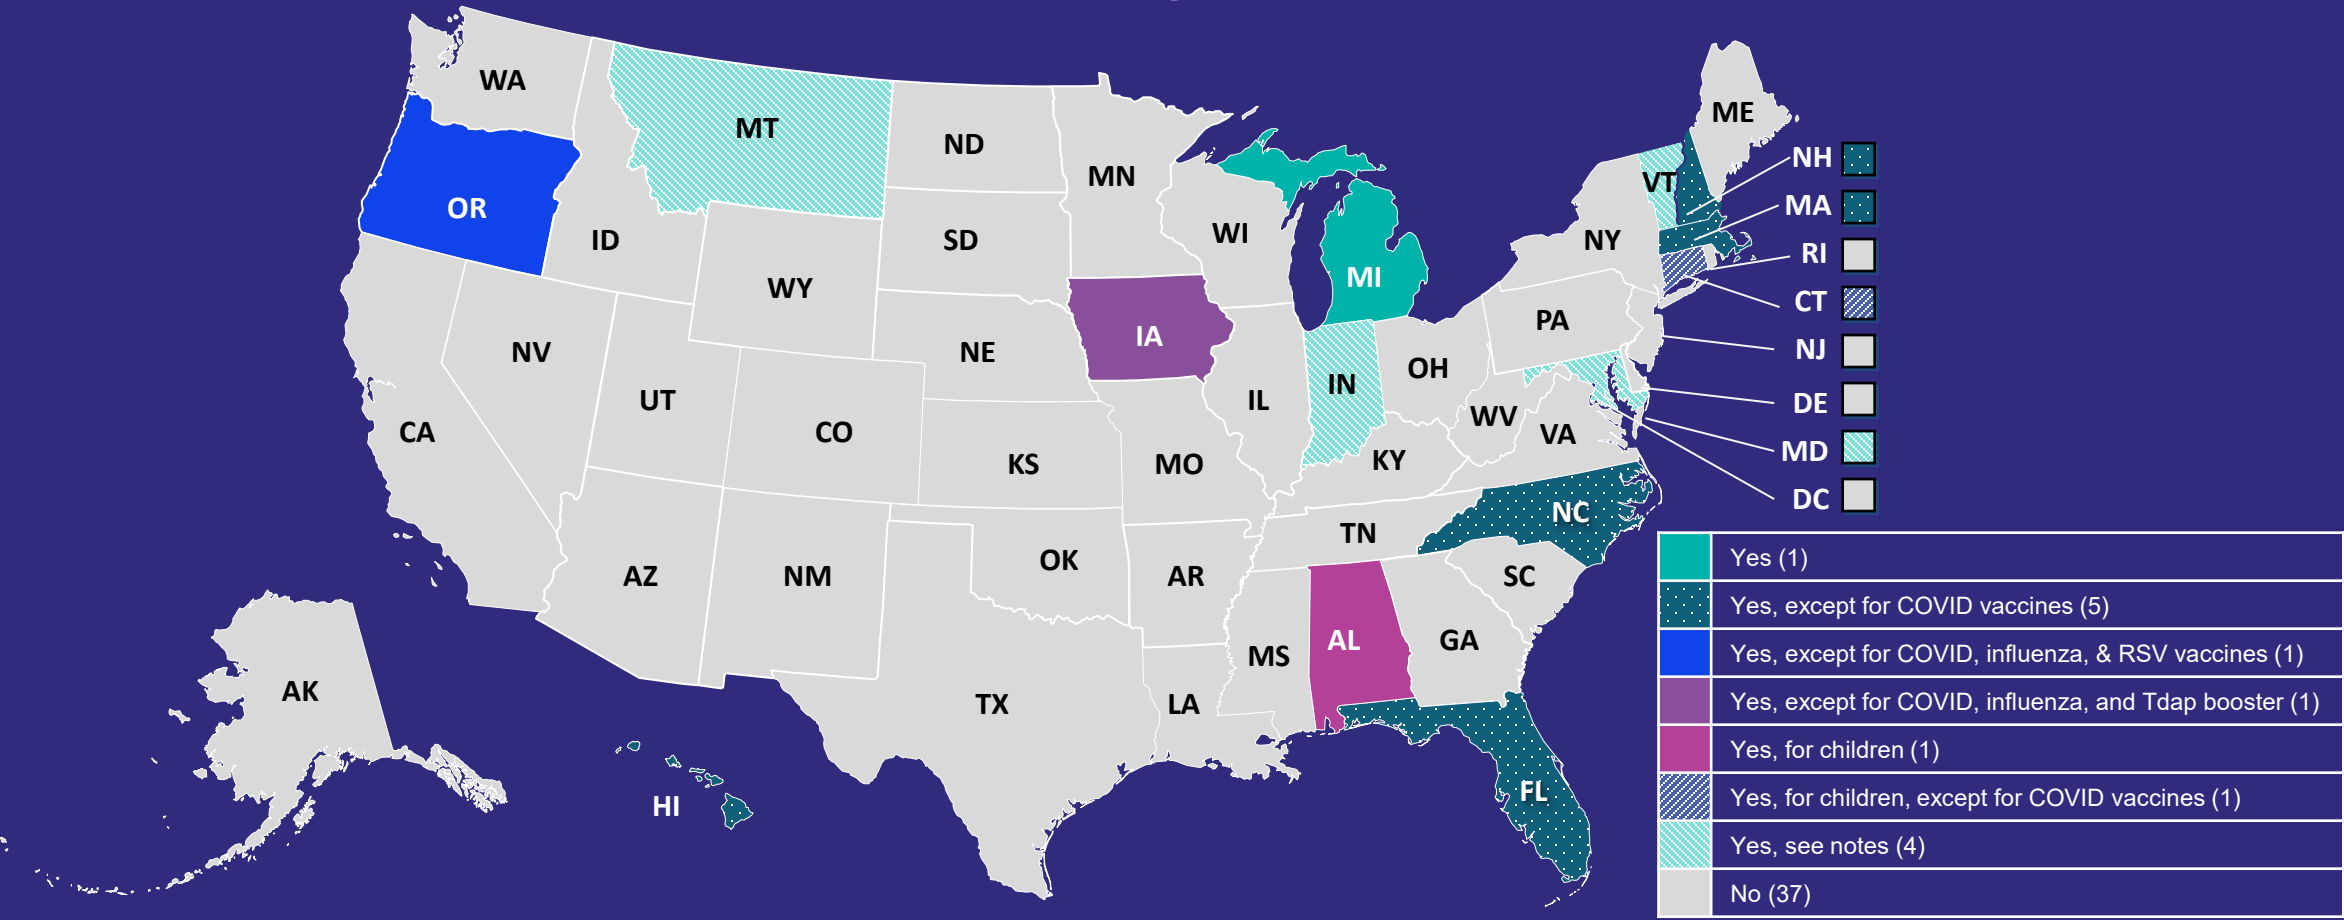 WA
MT
ND
MN
ME
OR
ID
SD
WI
MI
VT
NY
NH
MA
RI
CT
NJ
DE
MD
DC
WY
IA
NE
NV
UT
CO
CA
KS
MO
IL
IN
OH
PA
WV
VA
KY
NC
TN
SC
AZ
NM
OK
AR
MS
AL
GA
TX
LA
FL
AK
HI
Yes (1)
Yes, except for COVID vaccines (5)
Yes, except for COVID, influenza, & RSV vaccines (1)
Yes, except for COVID, influenza, and Tdap booster (1)
Yes, for children (1)
Yes, for children, except for COVID vaccines (1)
Yes, see notes (4)
No (37)